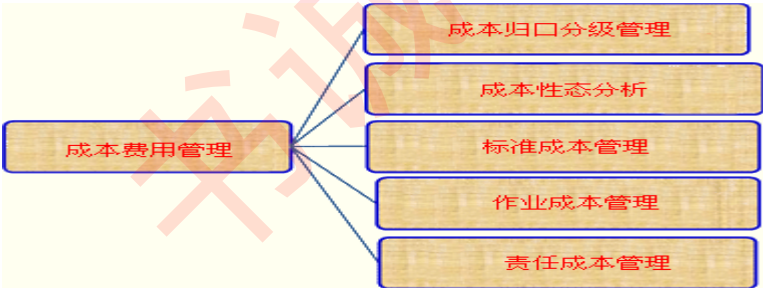 成本费用管理
成本归口分级管理
成本性态分析
标准成本管理
作业成本管理
责任成本管理